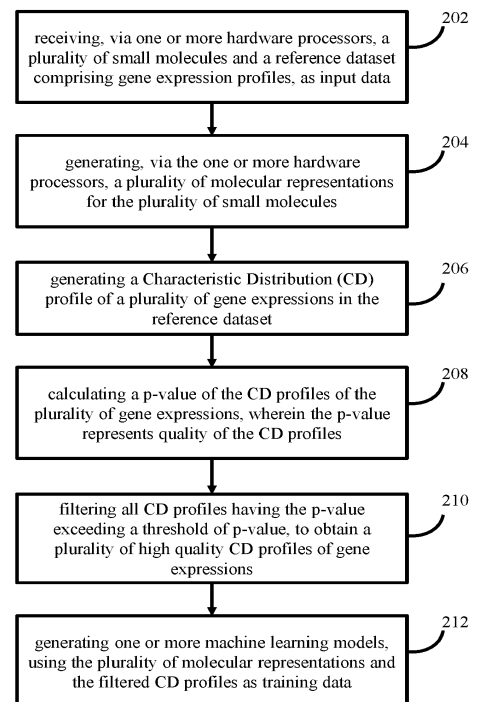 202
receiving, via one or more hardware processors, a
plurality of small molecules and a reference dataset
comprising gene expression profiles, as input data
204
generating, via the one or more hardware
processors, a plurality of molecular representations
for the plurality of small molecules
206
generating a Characteristic Distribution (CD)
profile of a plurality of gene expressions in the
reference dataset
208
calculating a p-value of the CD profiles of the
plurality of gene expressions, wherein the p-value
represents quality of the CD profiles
210
filtering all CD profiles having the p-value
exceeding a threshold of p-value, to obtain a
plurality of high quality CD profiles of gene
expressions
212
generating one or more machine learning models,
using the plurality of molecular representations and
the filtered CD profiles as training data